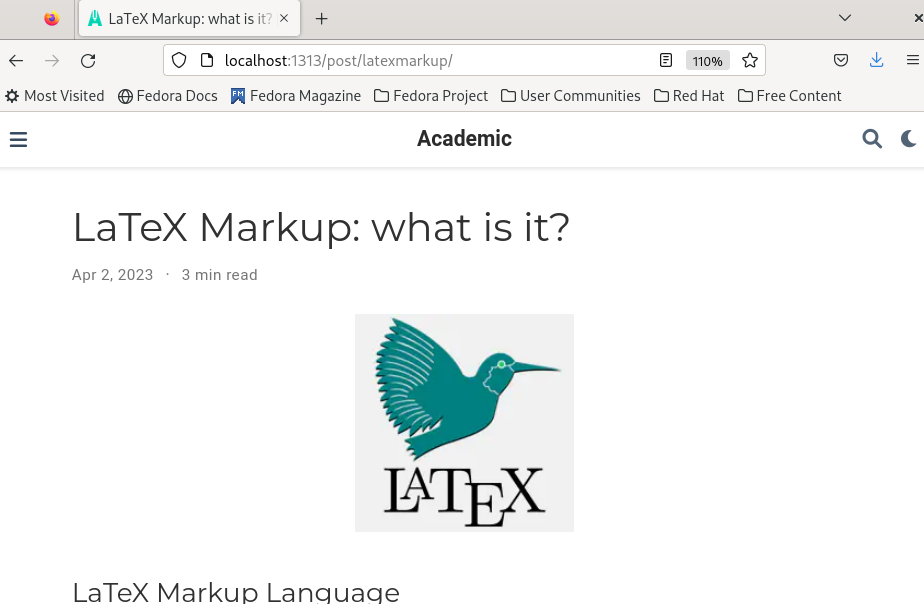 LaTeX Markup: what is it?
localhost:1313/post/latexmarkup/ 110%
Most Visited Fedora Docs FM Fedora Magazine Fedora Project User Communities Red Hat Free Content
Academic
LaTeX Markup: what is it?
Apr 2, 2023 · 3 min read
LATEX
LaTeX Markup Language